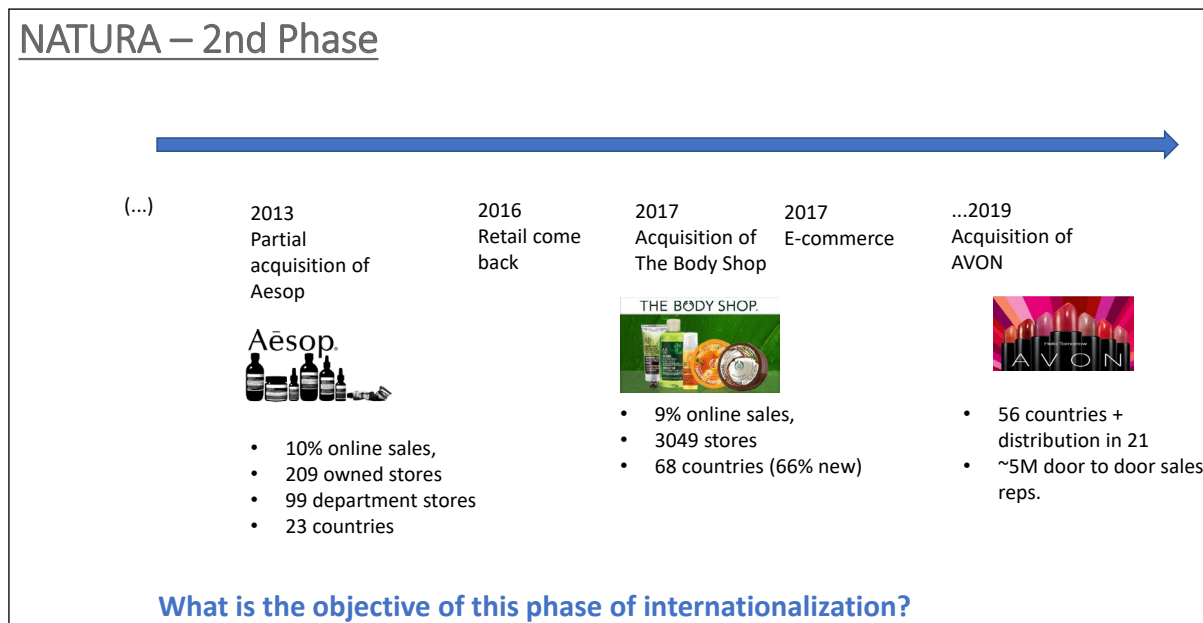 NATURA – 2nd Phase
(...)
2013
Partial
acquisition of
Aesop
2016
Retail come
back
2017
Acquisition of
The Body Shop
2017
E-commerce
...2019
Acquisition of
AVON
Aēsop.
THE BODY SHOP.
Hello Tomorrow
AVON
• 10% online sales,
• 209 owned stores
• 99 department stores
• 23 countries
• 9% online sales,
• 3049 stores
• 68 countries (66% new)
• 56 countries +
distribution in 21
• ~5M door to door sales
reps.
What is the objective of this phase of internationalization?